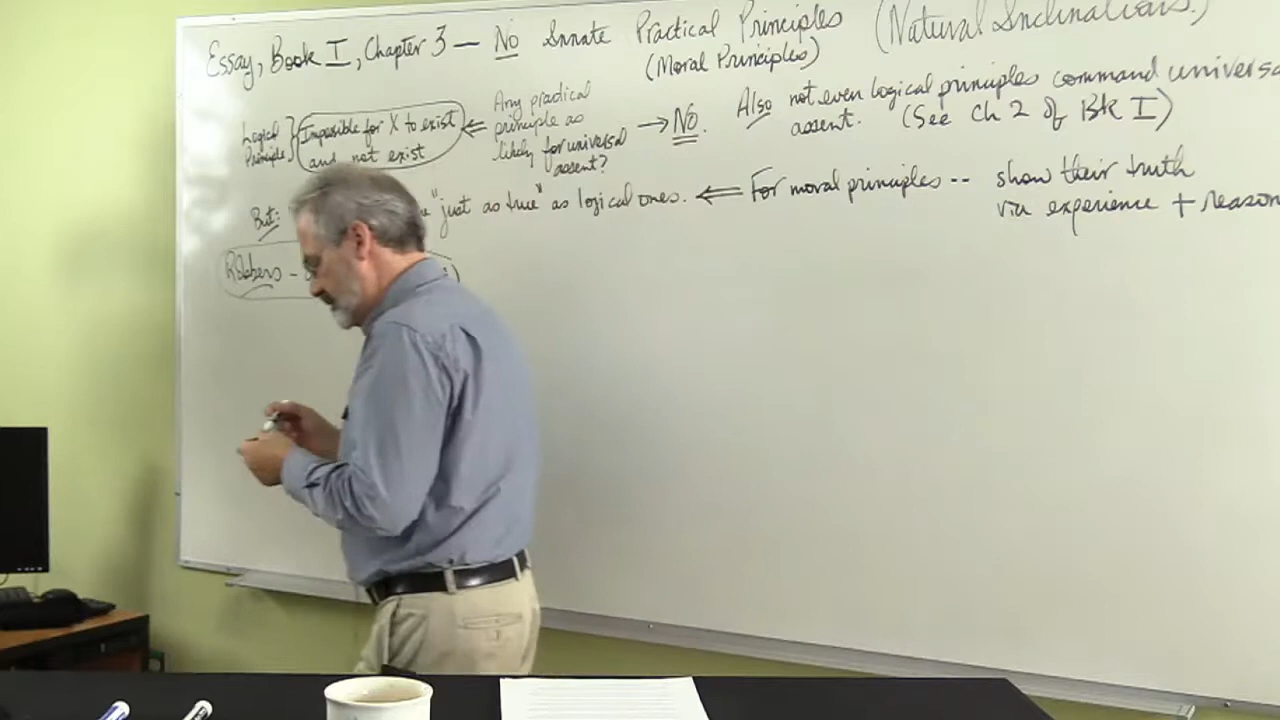 Essay, Book I, Chapter 3 — No Innate Practical Principles (Natural Inclinations.)
(Moral Principles)
Logical Principle } Impossible for X to exist and not exist ⇐ Any practical principle as likely for universal assent? → No.
Also not even logical principles command universa
assent. (See Ch 2 of Bk I)
But: "just as true" as logical ones. ⇐ For moral principles -- show their truth
via experience + reason
Robbers –